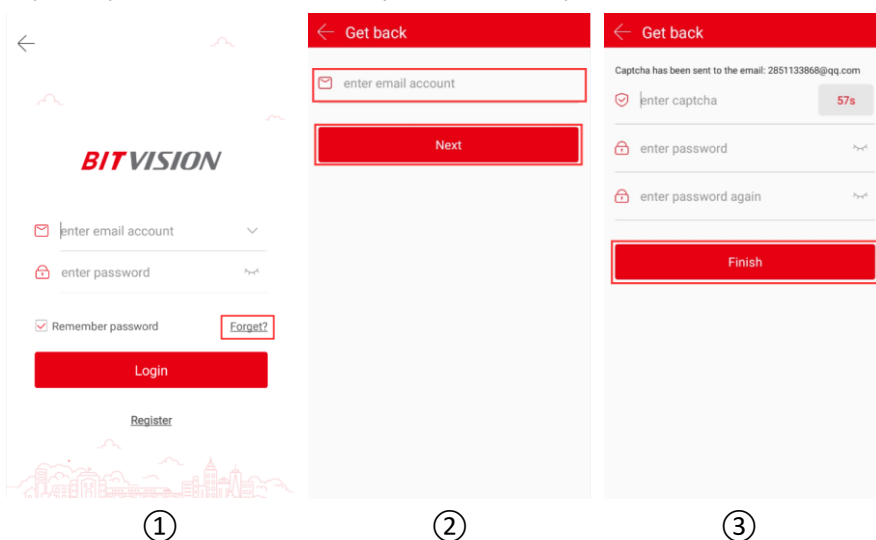 BITVISION
enter email account
enter password
Remember password Forget?
Login
Register
①
Get back
enter email account
Next
②
Get back
Captcha has been sent to the email: 2851133868@qq.com
enter captcha 57s
enter password
enter password again
Finish
③